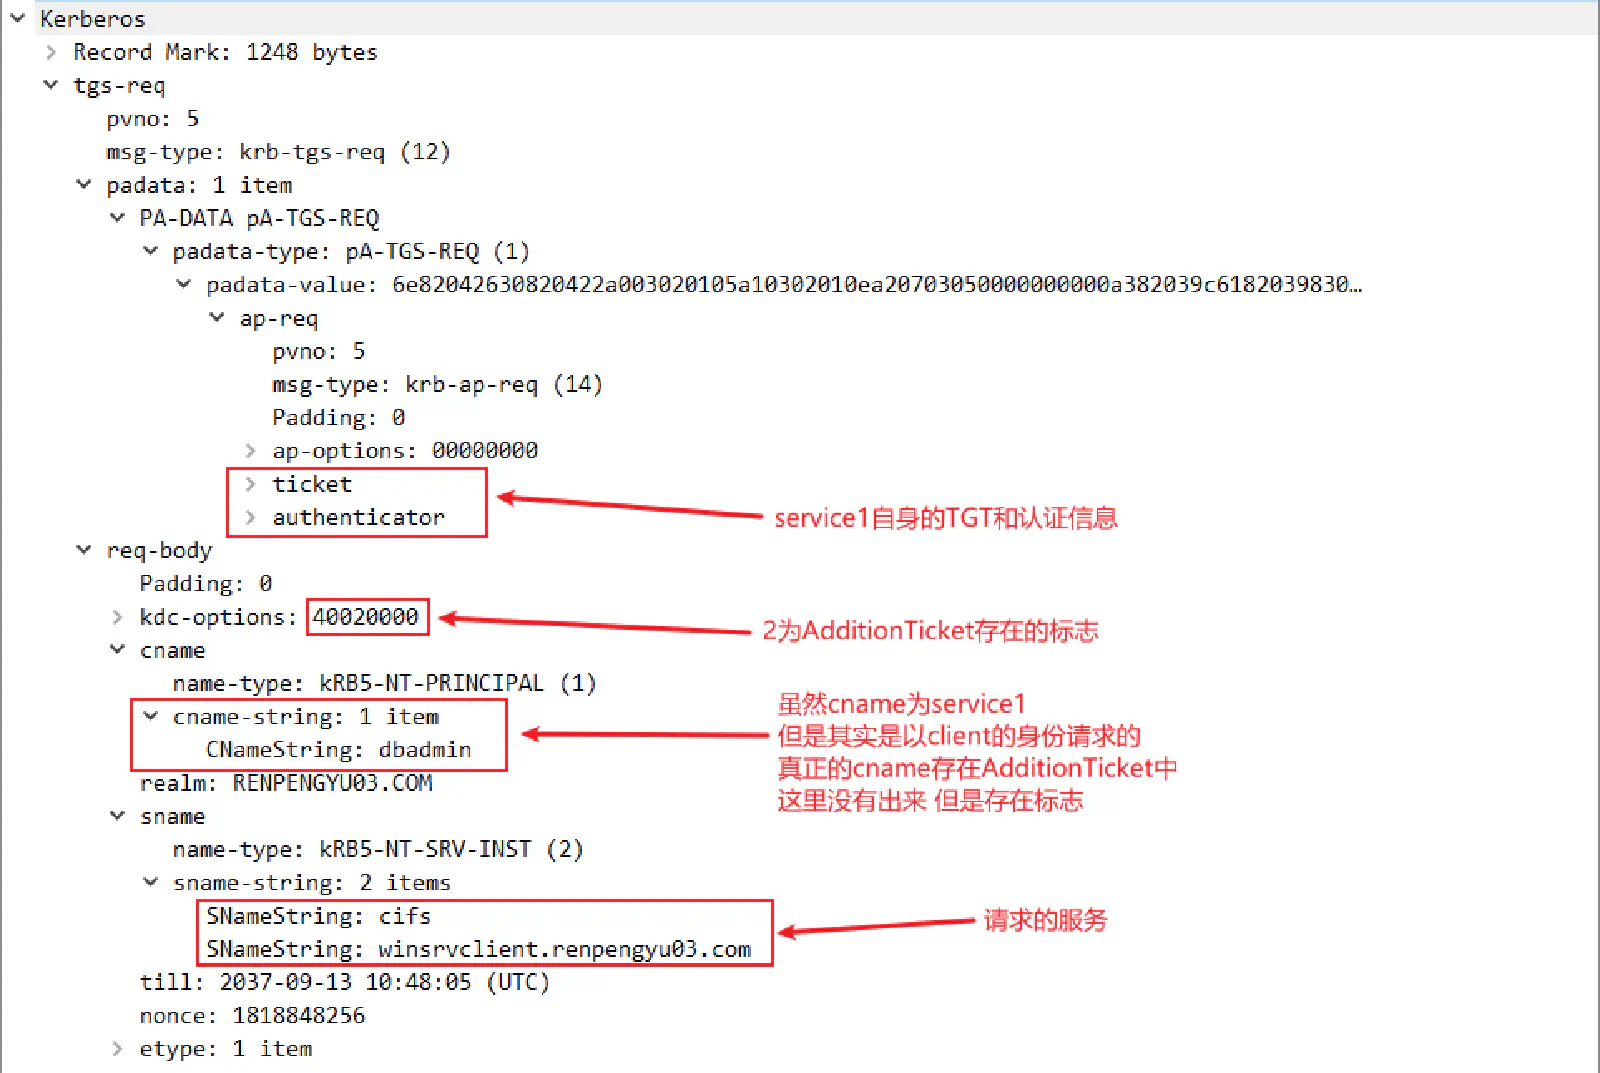 Kerberos
Record Mark: 1248 bytes
tgs-req
pvno: 5
msg-type: krb-tgs-req (12)
padata: 1 item
PA-DATA pA-TGS-REQ
padata-type: pA-TGS-REQ (1)
padata-value: 6e82042630820422a003020105a10302010ea20703050000000000a382039c6182039830…
ap-req
pvno: 5
msg-type: krb-ap-req (14)
Padding: 0
ap-options: 00000000
ticket
authenticator
service1自身的TGT和认证信息
req-body
Padding: 0
kdc-options: 40020000
2为AdditionTicket存在的标志
cname
name-type: kRB5-NT-PRINCIPAL (1)
cname-string: 1 item
CNameString: dbadmin
虽然cname为service1
但是其实是以client的身份请求的
真正的cname存在AdditionTicket中
这里没有出来 但是存在标志
realm: RENPENGYU03.COM
sname
name-type: kRB5-NT-SRV-INST (2)
sname-string: 2 items
SNameString: cifs
SNameString: winsrvclient.renpengyu03.com
请求的服务
till: 2037-09-13 10:48:05 (UTC)
nonce: 1818848256
etype: 1 item